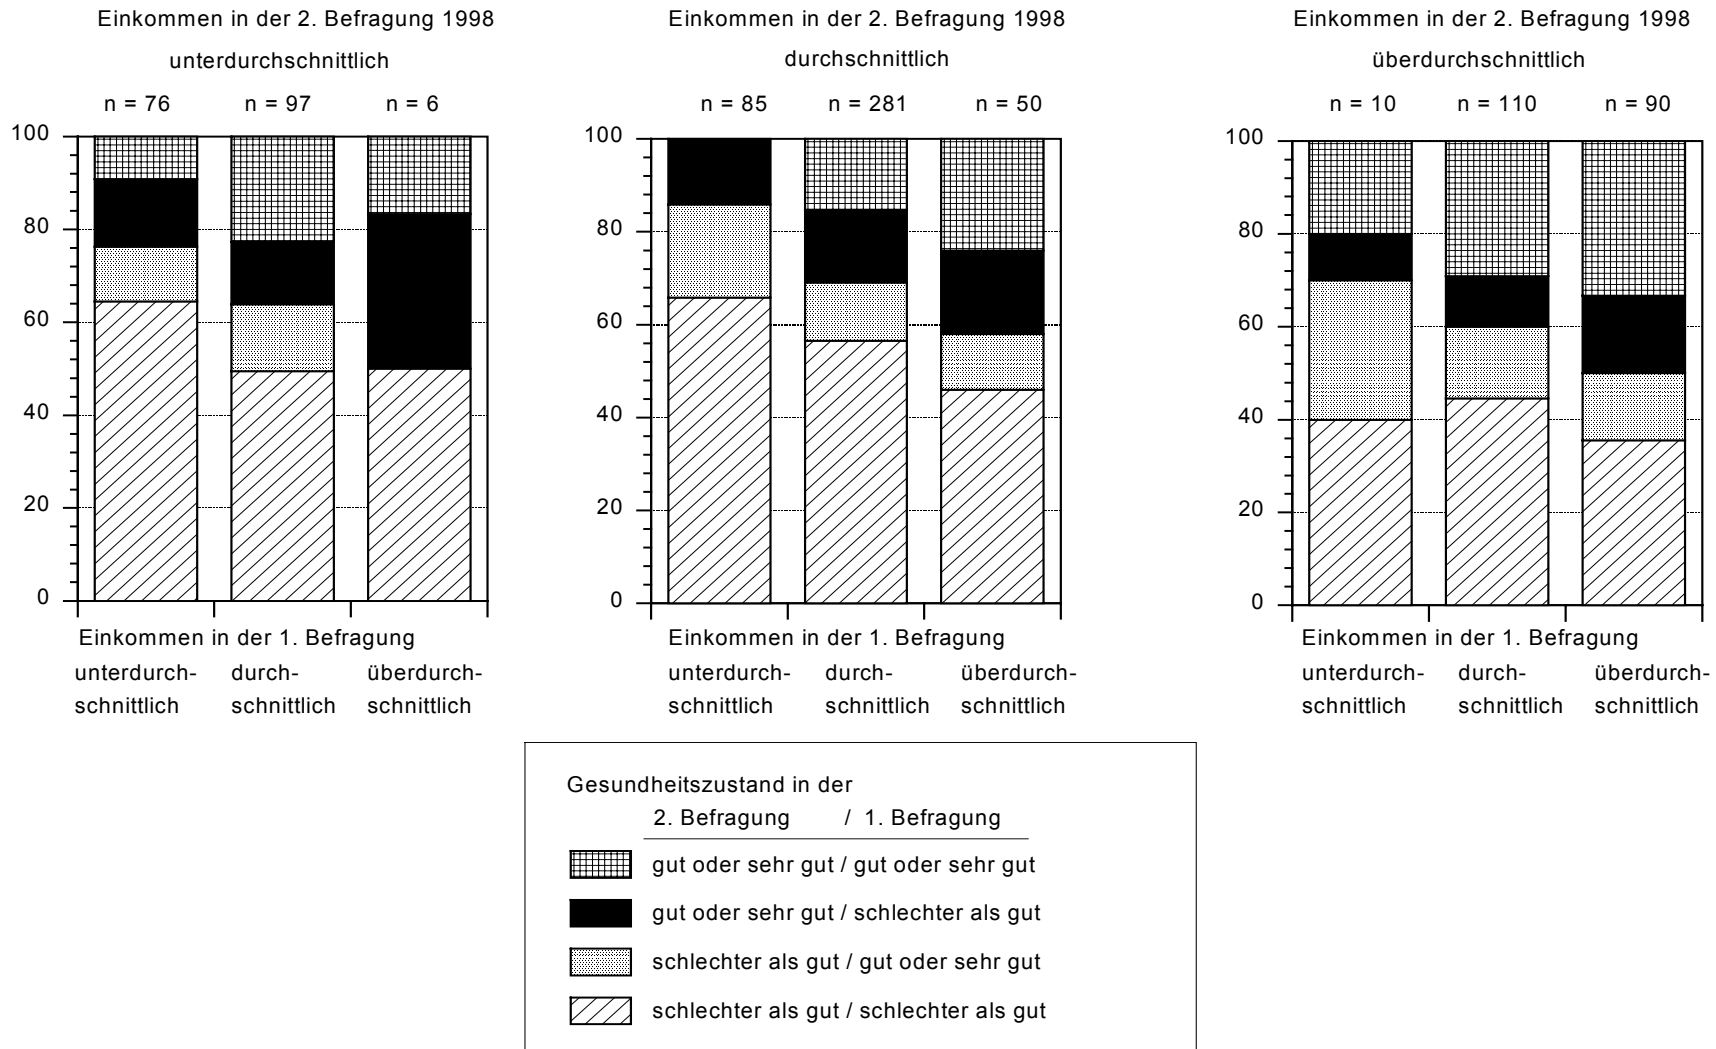 Einkommen in der 2. Befragung 1998
unterdurchschnittlich
n = 76 n = 97 n = 6
100
80
60
40
20
0
Einkommen in der 1. Befragung
unterdurch- durch- überdurch-
schnittlich schnittlich schnittlich
Einkommen in der 2. Befragung 1998
durchschnittlich
n = 85 n = 281 n = 50
100
80
60
40
20
0
Einkommen in der 1. Befragung
unterdurch- durch- überdurch-
schnittlich schnittlich schnittlich
Einkommen in der 2. Befragung 1998
überdurchschnittlich
n = 10 n = 110 n = 90
100
80
60
40
20
0
Einkommen in der 1. Befragung
unterdurch- durch- überdurch-
schnittlich schnittlich schnittlich
Gesundheitszustand in der
2. Befragung / 1. Befragung
gut oder sehr gut / gut oder sehr gut
gut oder sehr gut / schlechter als gut
schlechter als gut / gut oder sehr gut
schlechter als gut / schlechter als gut